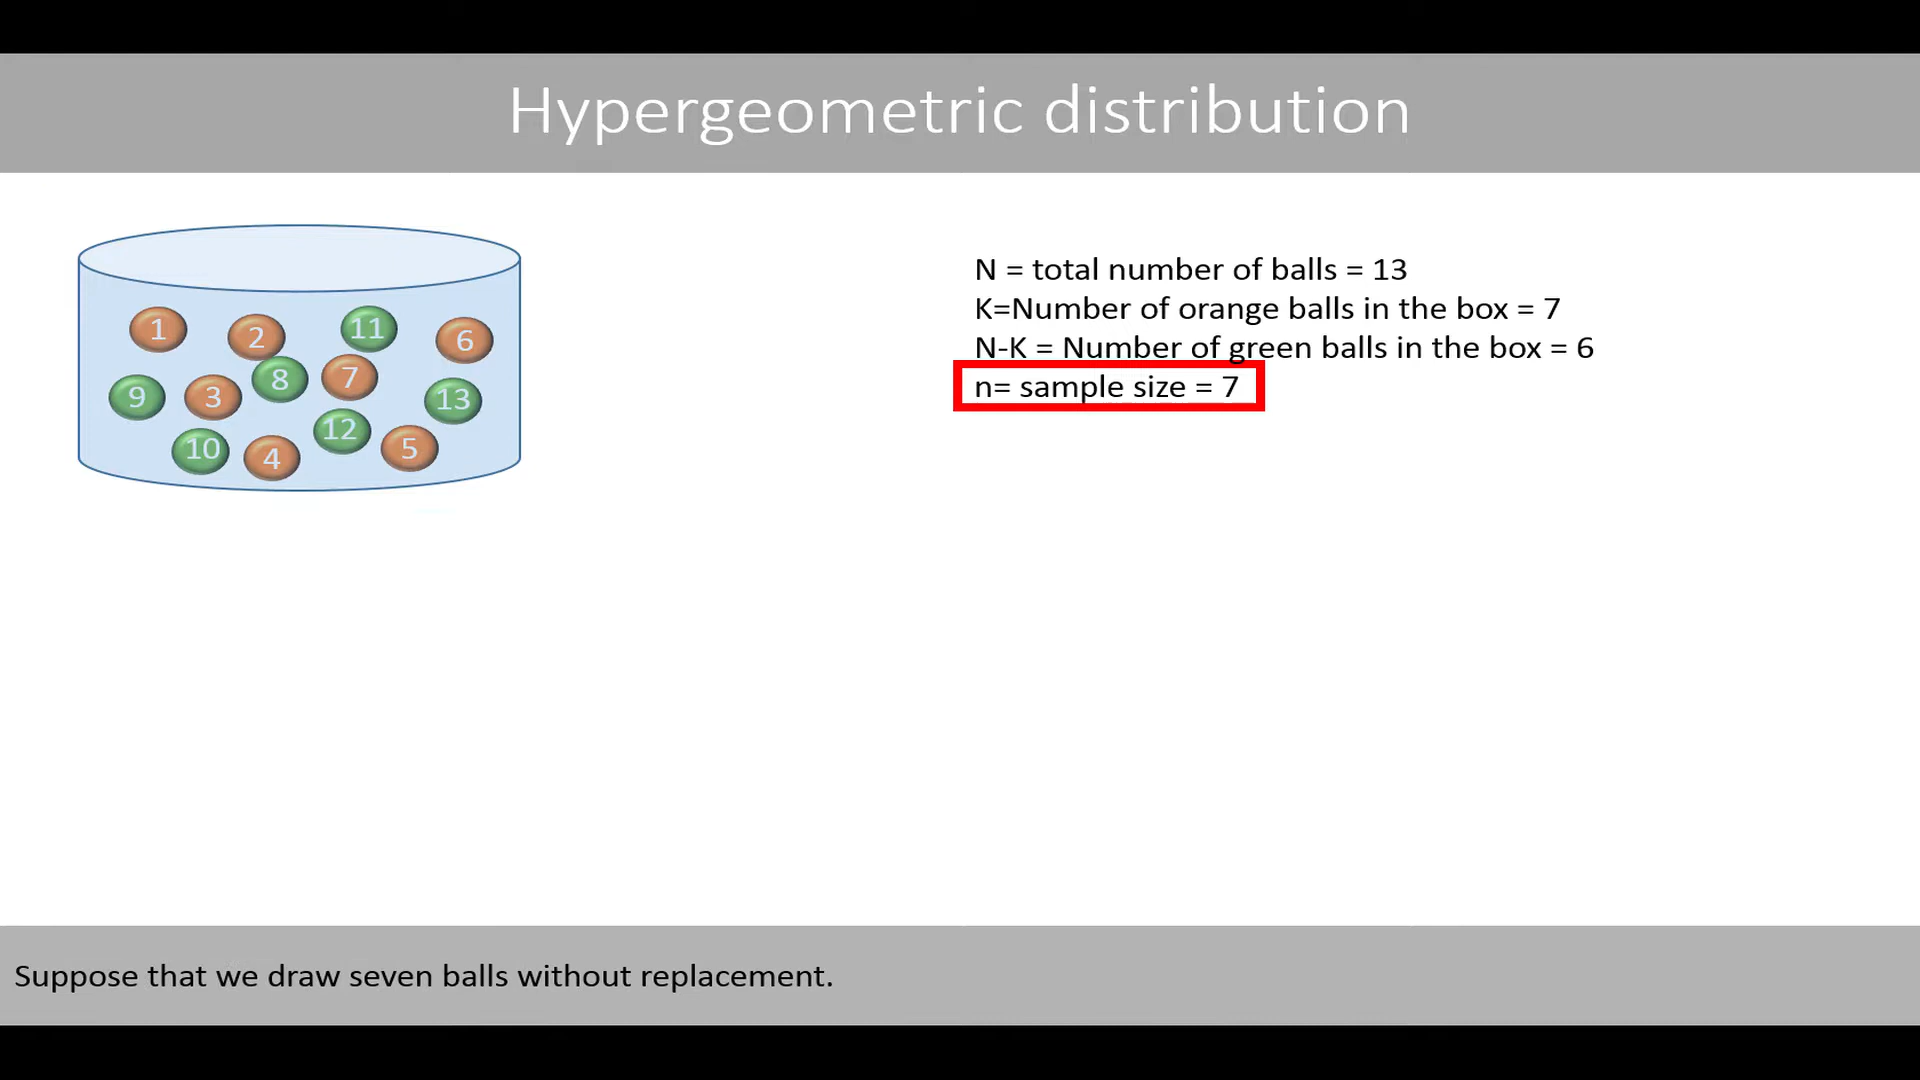 Hypergeometric distribution
N = total number of balls = 13
K=Number of orange balls in the box = 7
N-K = Number of green balls in the box = 6
n= sample size = 7
1
2
11
6
8
7
9
3
13
12
10
4
5
Suppose that we draw seven balls without replacement.